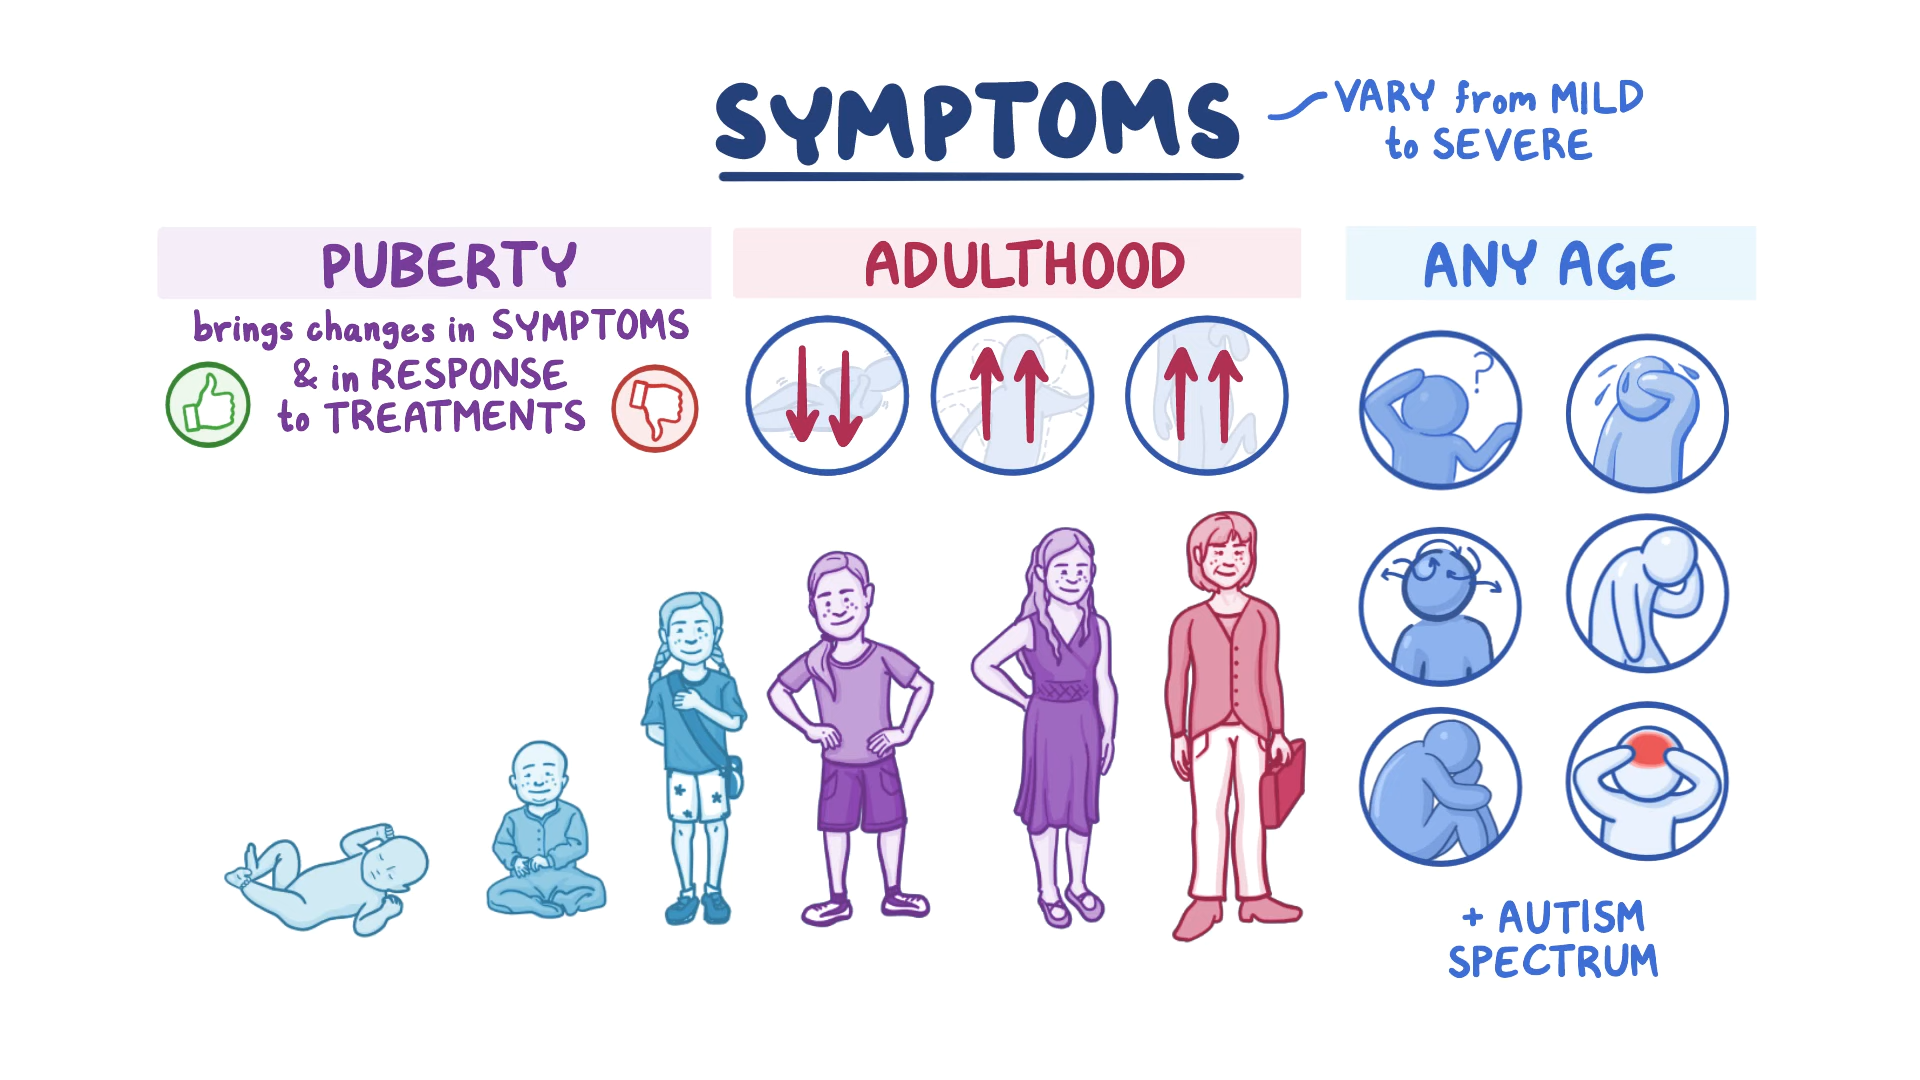 SYMPTOMS
VARY from MILD
to SEVERE
PUBERTY
brings changes in SYMPTOMS
& in RESPONSE
to TREATMENTS
ADULTHOOD
ANY AGE
?
+ AUTISM
SPECTRUM